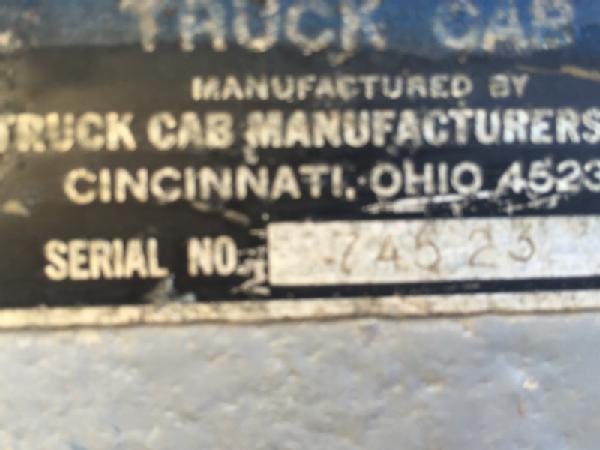 TRUCK CAB
MANUFACTURED BY
TRUCK CAB MANUFACTURERS
CINCINNATI, OHIO 4523
SERIAL NO. 74523